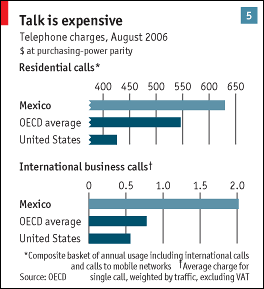 Talk is expensive
5
Telephone charges, August 2006
$ at purchasing-power parity
Residential calls*
400 450 500 550 600 650
Mexico
OECD average
United States
International business calls†
0 0.5 1.0 1.5 2.0
Mexico
OECD average
United States
*Composite basket of annual usage including international calls
and calls to mobile networks †Average charge for
Source: OECD single call, weighted by traffic, excluding VAT